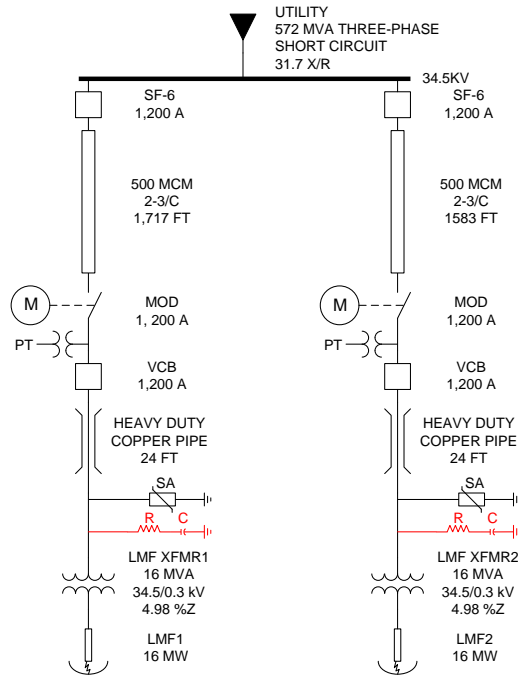 UTILITY
572 MVA THREE-PHASE
SHORT CIRCUIT
31.7 X/R
34.5KV
SF-6
1,200 A
500 MCM
2-3/C
1,717 FT
M
MOD
1, 200 A
PT
VCB
1,200 A
HEAVY DUTY
COPPER PIPE
24 FT
SA
R C
LMF XFMR1
16 MVA
34.5/0.3 kV
4.98 %Z
LMF1
16 MW
SF-6
1,200 A
500 MCM
2-3/C
1583 FT
M
MOD
1,200 A
PT
VCB
1,200 A
HEAVY DUTY
COPPER PIPE
24 FT
SA
R C
LMF XFMR2
16 MVA
34.5/0.3 kV
4.98 %Z
LMF2
16 MW